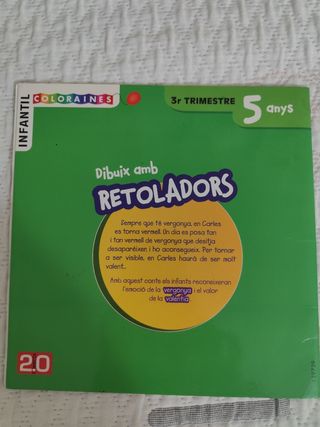 INFANTIL
COLORAINES
3r TRIMESTRE
5 anys
Dibuix amb
RETOLADORS
Sempre que té vergonya, en Carles
es torna vermell. Un dia es posa tan
i tan vermell de vergonya que desitja
desaparèixer, i ho aconsegueix. Per tornar
a ser visible, en Carles haurà de ser molt
valent...
Amb aquest conte els infants reconeixeran
l'emoció de la vergonya i el valor
de la valentia.
2.0